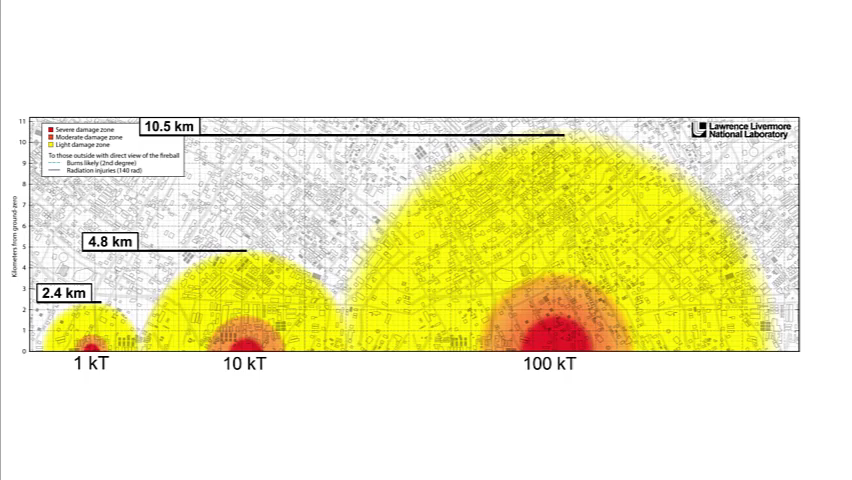 11
10
9
8
7
6
5
4
3
2
1
0
Kilometers from ground zero
Severe damage zone
Moderate damage zone
Light damage zone
To those outside with direct view of the fireball
Burns likely (2nd degree)
Radiation injuries (140 rad)
10.5 km
Lawrence Livermore
National Laboratory
4.8 km
2.4 km
1 kT
10 kT
100 kT